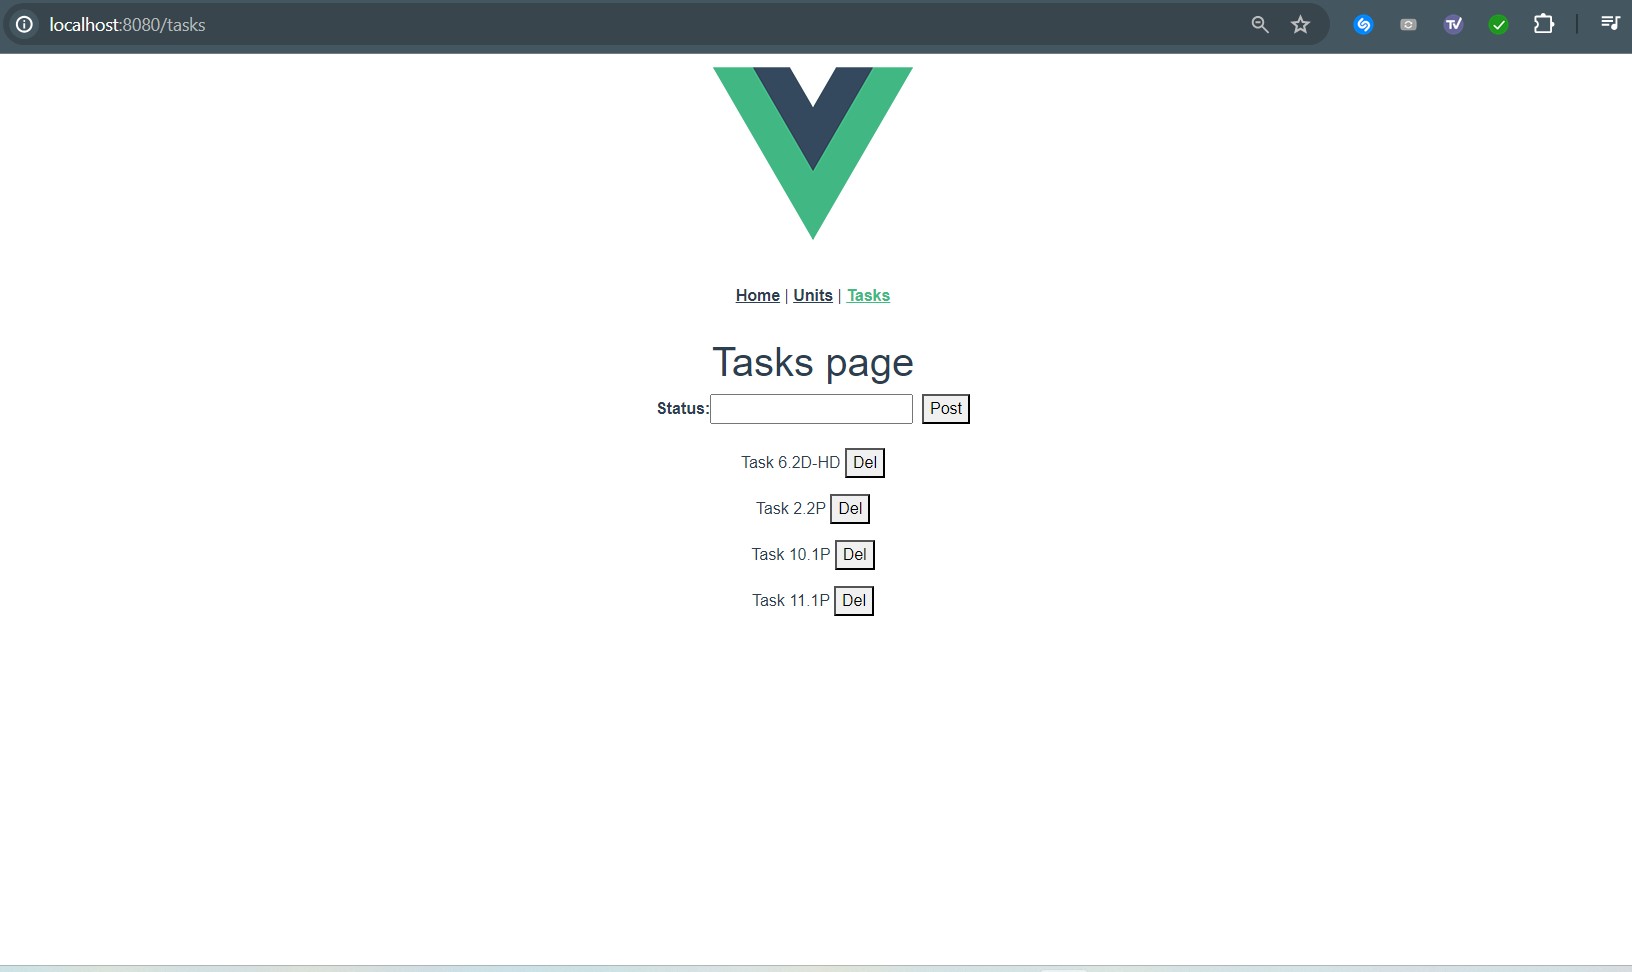 localhost:8080/tasks
TV
Home | Units | Tasks
Tasks page
Status: Post
Task 6.2D-HD Del
Task 2.2P Del
Task 10.1P Del
Task 11.1P Del